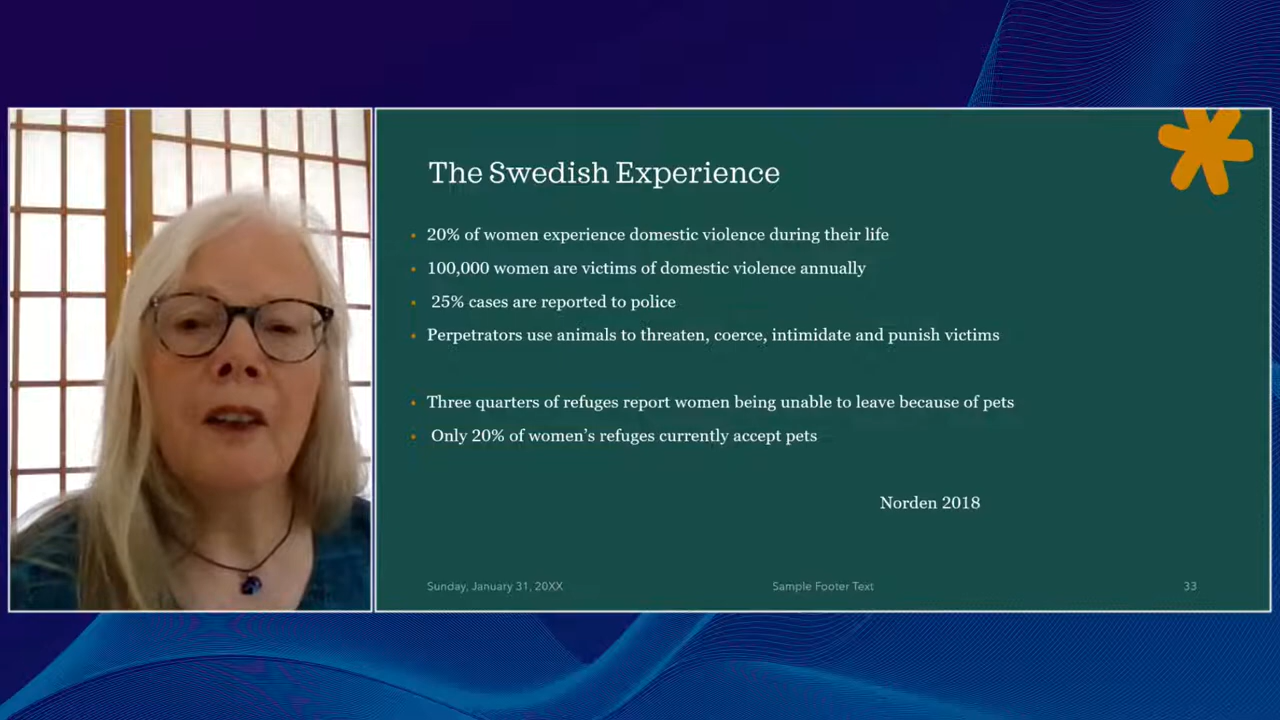 The Swedish Experience
20% of women experience domestic violence during their life
100,000 women are victims of domestic violence annually
25% cases are reported to police
Perpetrators use animals to threaten, coerce, intimidate and punish victims
Three quarters of refuges report women being unable to leave because of pets
Only 20% of women’s refuges currently accept pets
Norden 2018
Sunday, January 31, 20XX
Sample Footer Text
33